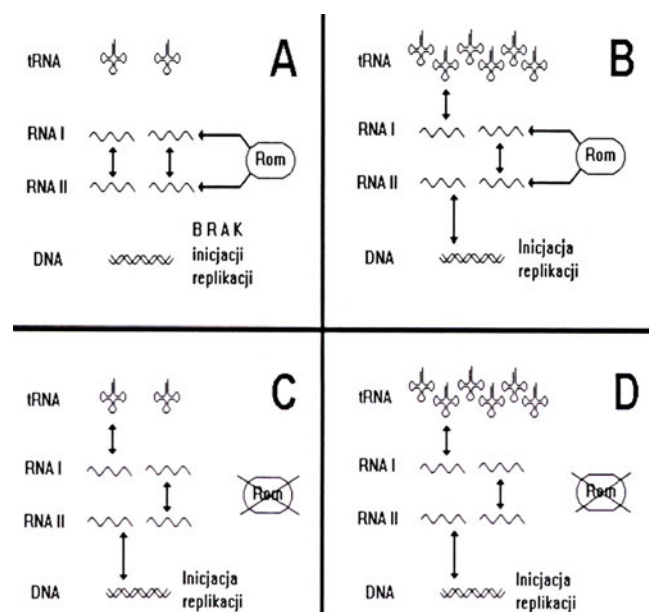 tRNA
A
RNA I
Rom
RNA II
BRAK
inicjacji
replikacji
DNA
tRNA
B
RNA I
Rom
RNA II
Inicjacja
replikacji
DNA
tRNA
C
RNA I
Rom
RNA II
Inicjacja
replikacji
DNA
tRNA
D
RNA I
Rom
RNA II
Inicjacja
replikacji
DNA